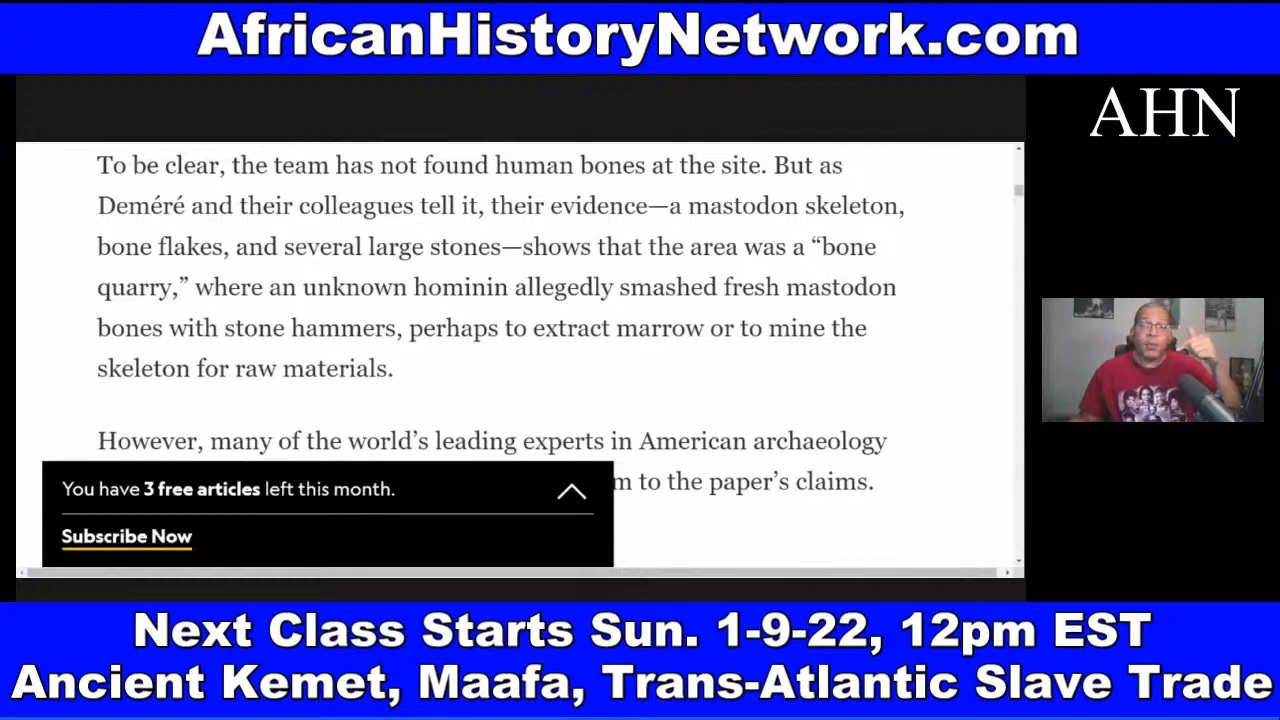 AfricanHistoryNetwork.com
AHN
To be clear, the team has not found human bones at the site. But as
Deméré and their colleagues tell it, their evidence—a mastodon skeleton,
bone flakes, and several large stones—shows that the area was a “bone
quarry,” where an unknown hominin allegedly smashed fresh mastodon
bones with stone hammers, perhaps to extract marrow or to mine the
skeleton for raw materials.
However, many of the world’s leading experts in American archaeology
to the paper’s claims.
You have 3 free articles left this month.
Subscribe Now
Next Class Starts Sun. 1-9-22, 12pm EST
Ancient Kemet, Maafa, Trans-Atlantic Slave Trade